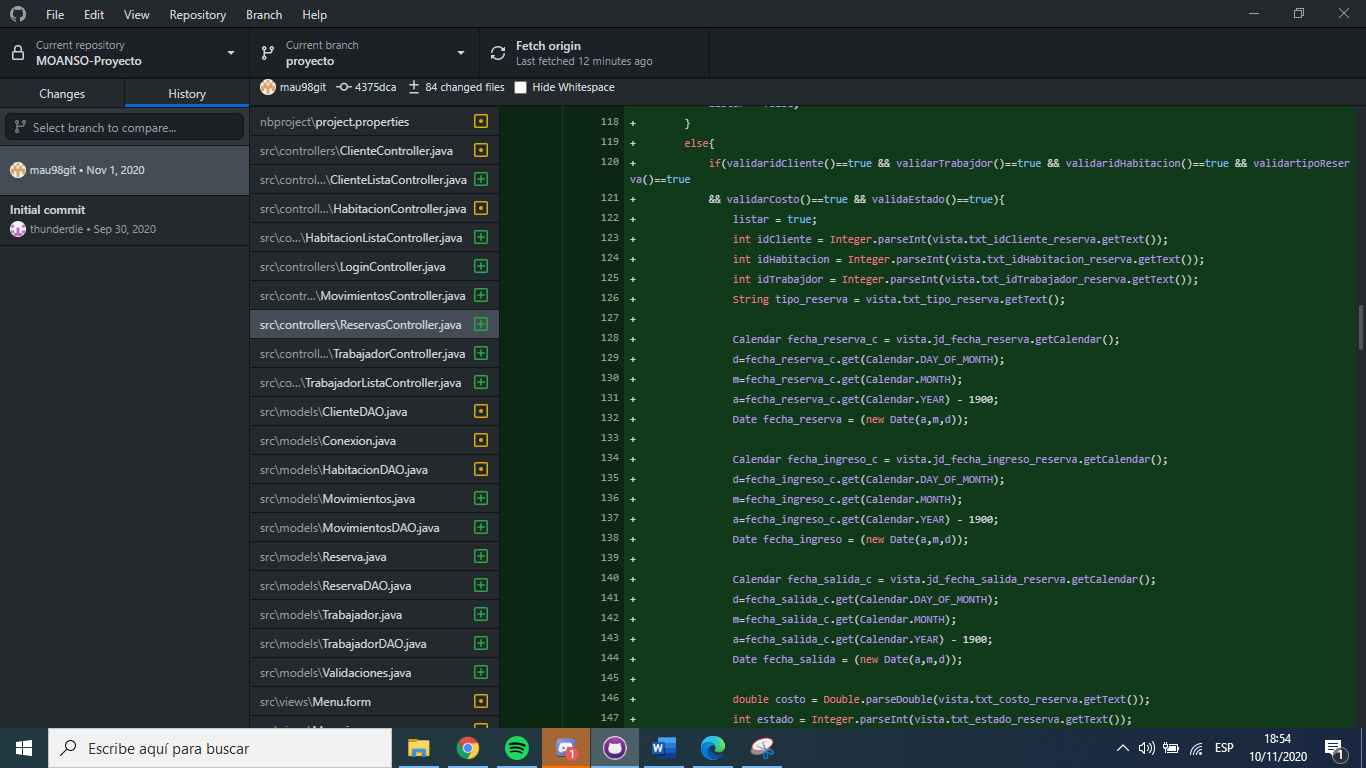 File Edit View Repository Branch Help
Current repository
MOANSO-Proyecto
Current branch
proyecto
Fetch origin
Last fetched 12 minutes ago
Changes
History
Select branch to compare...
mau98git • Nov 1, 2020
Initial commit
thunderdie • Sep 30, 2020
mau98git 4375dca 84 changed files Hide Whitespace
nbproject\project.properties
src\controllers\ClienteController.java
src\control...\ClienteListaController.java
src\controll...\HabitacionController.java
src\co...\HabitacionListaController.java
src\controllers\LoginController.java
src\contr...\MovimientosController.java
src\controllers\ReservasController.java
src\controll...\TrabajadorController.java
src\co...\TrabajadorListaController.java
src\models\ClienteDAO.java
src\models\Conexion.java
src\models\HabitacionDAO.java
src\models\Movimientos.java
src\models\MovimientosDAO.java
src\models\Reserva.java
src\models\ReservaDAO.java
src\models\Trabajador.java
src\models\TrabajadorDAO.java
src\models\Validaciones.java
src\views\Menu.form
118 + }
119 + else{
120 + if(validaridCliente()==true && validarTrabajdor()==true && validaridHabitacion()==true && validartipoReser
va()==true
121 + && validarCosto()==true && validaEstado()==true){
122 + listar = true;
123 + int idCliente = Integer.parseInt(vista.txt_idCliente_reserva.getText());
124 + int idHabitacion = Integer.parseInt(vista.txt_idHabitacion_reserva.getText());
125 + int idTrabajdor = Integer.parseInt(vista.txt_idTrabajador_reserva.getText());
126 + String tipo_reserva = vista.txt_tipo_reserva.getText();
127 +
128 + Calendar fecha_reserva_c = vista.jd_fecha_reserva.getCalendar();
129 + d=fecha_reserva_c.get(Calendar.DAY_OF_MONTH);
130 + m=fecha_reserva_c.get(Calendar.MONTH);
131 + a=fecha_reserva_c.get(Calendar.YEAR) - 1900;
132 + Date fecha_reserva = (new Date(a,m,d));
133 +
134 + Calendar fecha_ingreso_c = vista.jd_fecha_ingreso_reserva.getCalendar();
135 + d=fecha_ingreso_c.get(Calendar.DAY_OF_MONTH);
136 + m=fecha_ingreso_c.get(Calendar.MONTH);
137 + a=fecha_ingreso_c.get(Calendar.YEAR) - 1900;
138 + Date fecha_ingreso = (new Date(a,m,d));
139 +
140 + Calendar fecha_salida_c = vista.jd_fecha_salida_reserva.getCalendar();
141 + d=fecha_salida_c.get(Calendar.DAY_OF_MONTH);
142 + m=fecha_salida_c.get(Calendar.MONTH);
143 + a=fecha_salida_c.get(Calendar.YEAR) - 1900;
144 + Date fecha_salida = (new Date(a,m,d));
145 +
146 + double costo = Double.parseDouble(vista.txt_costo_reserva.getText());
147 + int estado = Integer.parseInt(vista.txt_estado_reserva.getText());
Escribe aquí para buscar
1
ESP
18:54
10/11/2020
1